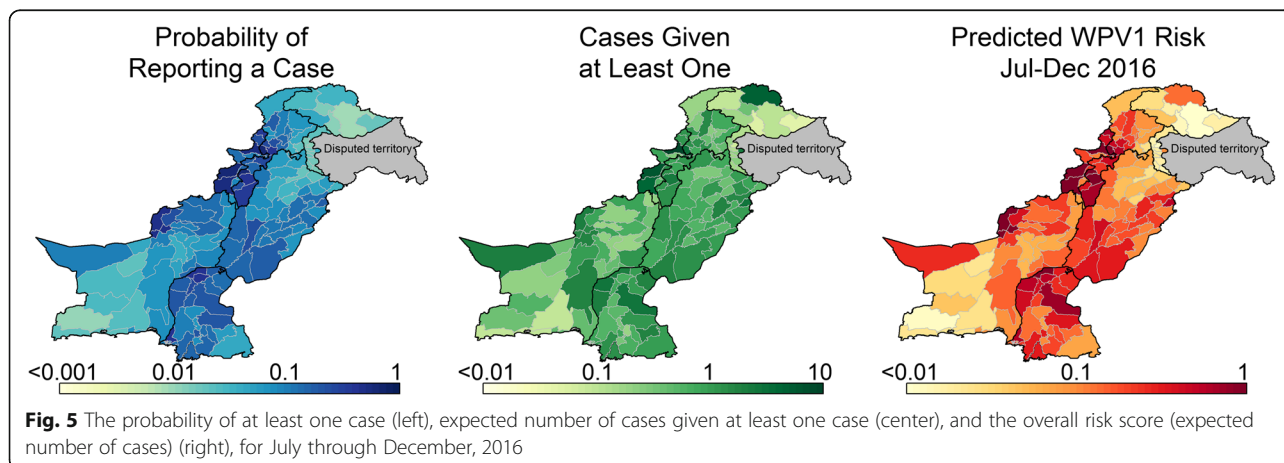 Probability of
Reporting a Case
Cases Given
at Least One
Predicted WPV1 Risk
Jul-Dec 2016
Disputed territory
Disputed territory
Disputed territory
<0.001 0.01 0.1 1
<0.01 0.1 1 10
<0.01 0.1 1
Fig. 5 The probability of at least one case (left), expected number of cases given at least one case (center), and the overall risk score (expected
number of cases) (right), for July through December, 2016